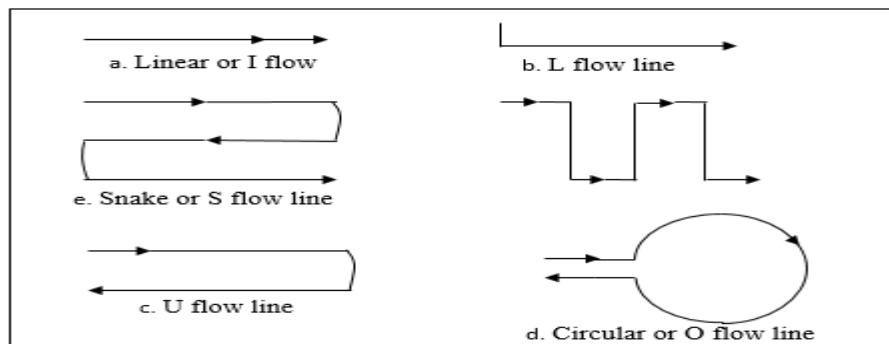 a. Linear or I flow
b. L flow line
e. Snake or S flow line
c. U flow line
d. Circular or O flow line